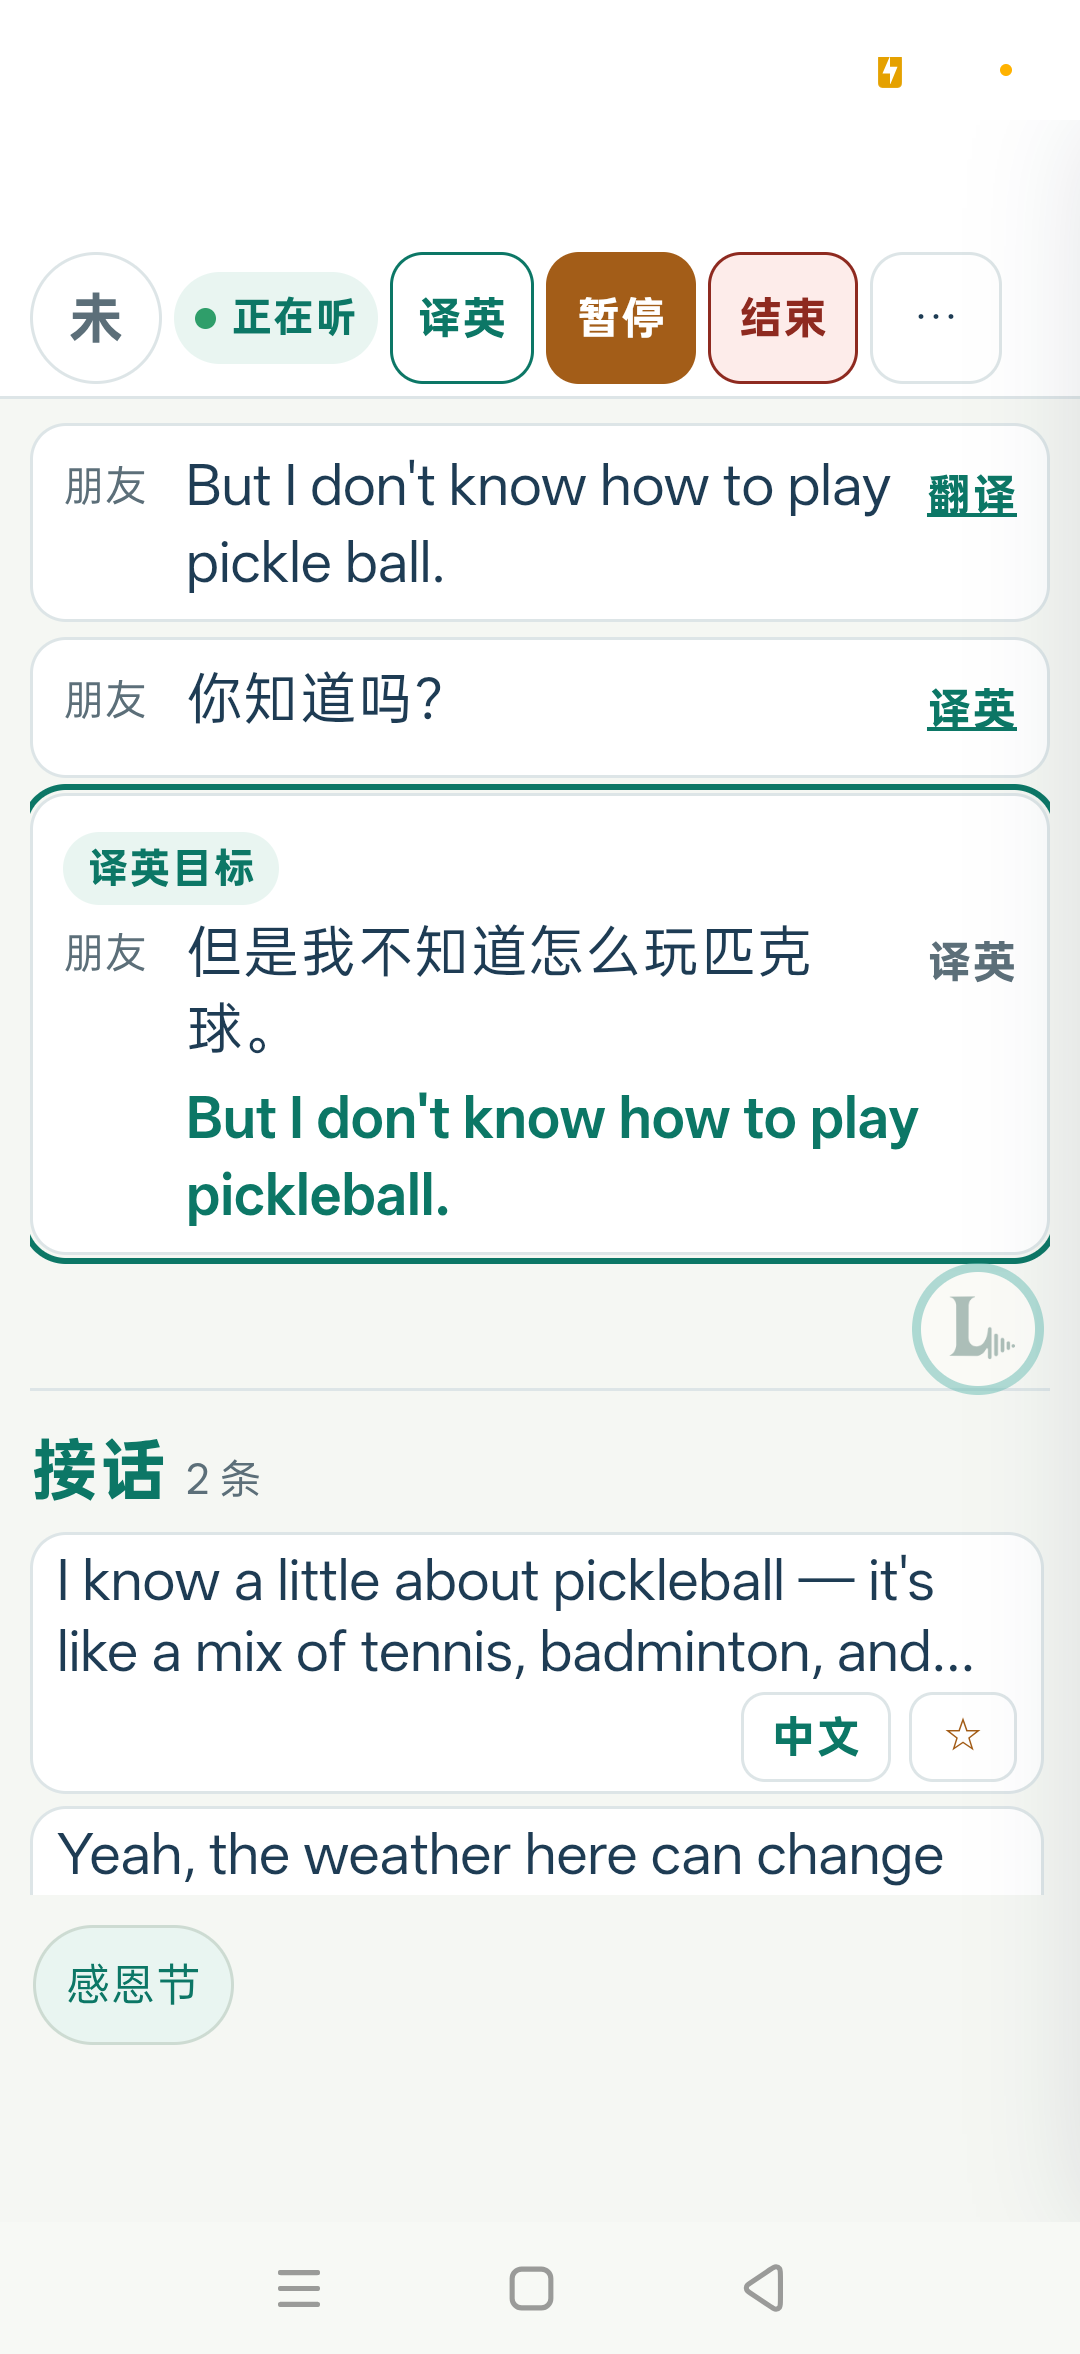 未 正在听 译英 暂停 结束 ...
朋友 But I don't know how to play 翻译
pickle ball.
朋友 你知道吗? 译英
译英目标
朋友 但是我不知道怎么玩匹克 译英
球。
But I don't know how to play
pickleball.
L
接话 2 条
I know a little about pickleball — it's
like a mix of tennis, badminton, and...
中文 ☆
Yeah, the weather here can change
感恩节